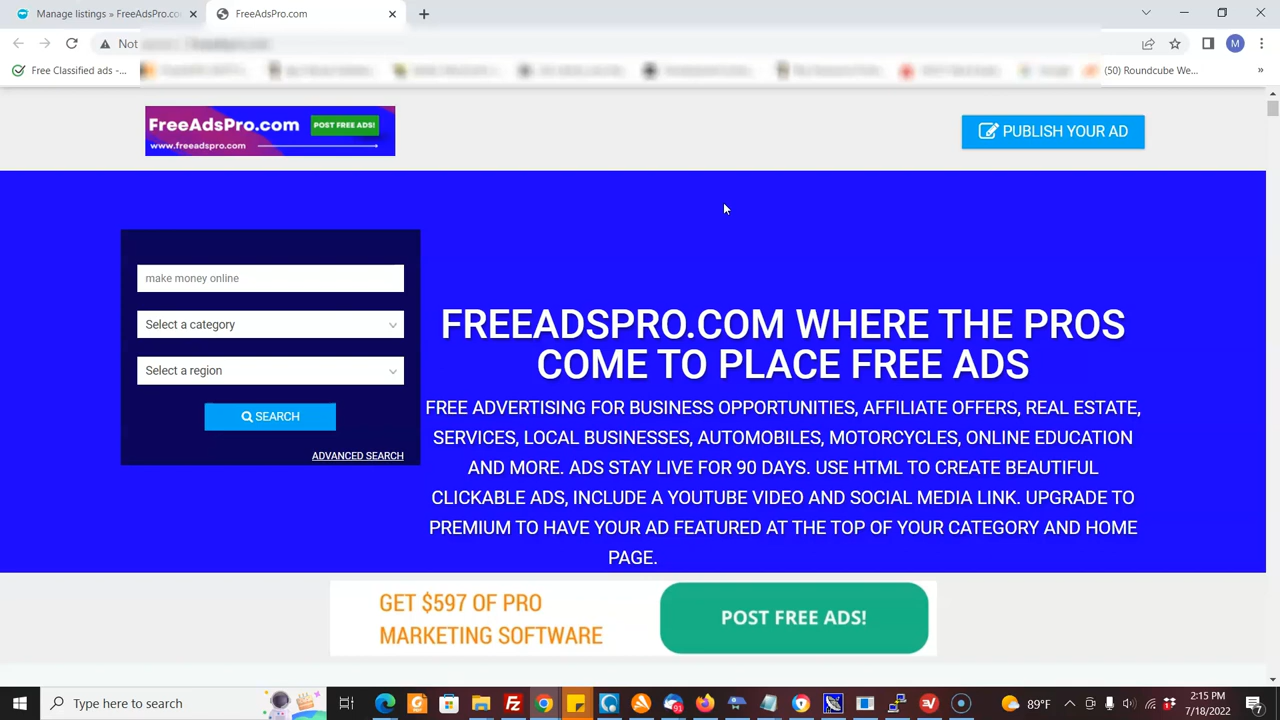 Manage listings » FreeAdsPro.co
FreeAdsPro.com
Not
M
Free Classified ads -...
(50) Roundcube We...
»
FreeAdsPro.com
POST FREE ADS!
www.freeadspro.com
PUBLISH YOUR AD
make money online
Select a category
Select a region
SEARCH
ADVANCED SEARCH
FREEADSPRO.COM WHERE THE PROS
COME TO PLACE FREE ADS
FREE ADVERTISING FOR BUSINESS OPPORTUNITIES, AFFILIATE OFFERS, REAL ESTATE,
SERVICES, LOCAL BUSINESSES, AUTOMOBILES, MOTORCYCLES, ONLINE EDUCATION
AND MORE. ADS STAY LIVE FOR 90 DAYS. USE HTML TO CREATE BEAUTIFUL
CLICKABLE ADS, INCLUDE A YOUTUBE VIDEO AND SOCIAL MEDIA LINK. UPGRADE TO
PREMIUM TO HAVE YOUR AD FEATURED AT THE TOP OF YOUR CATEGORY AND HOME
PAGE.
GET $597 OF PRO
MARKETING SOFTWARE
POST FREE ADS!
Type here to search
89°F
2:15 PM
7/18/2022